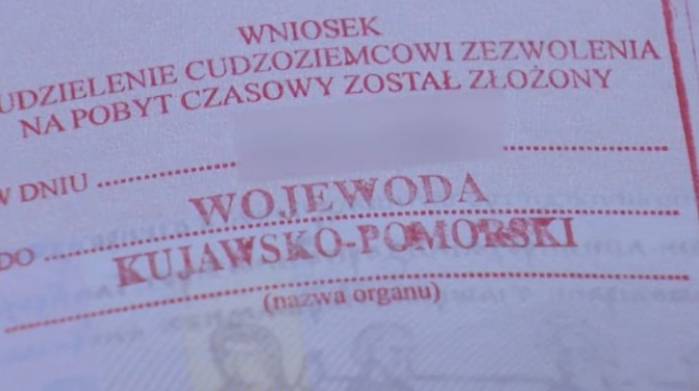 WNIOSEK
UDZIELENIE CUDZOZIEMCOWI ZEZWOLENIA
NA POBYT CZASOWY ZOSTAŁ ZŁOŻONY
W DNIU
WOJEWODA
DO
KUJAWSKO-POMORSKI
(nazwa organu)